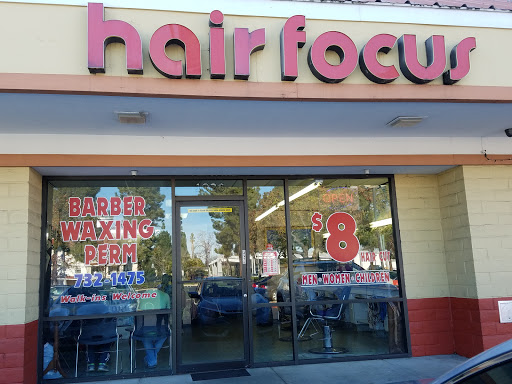 hair focus
BARBER
WAXING
PERM
732-1475
Walk-ins Welcome
$8
HAIR CUT
MEN-WOMEN-CHILDREN